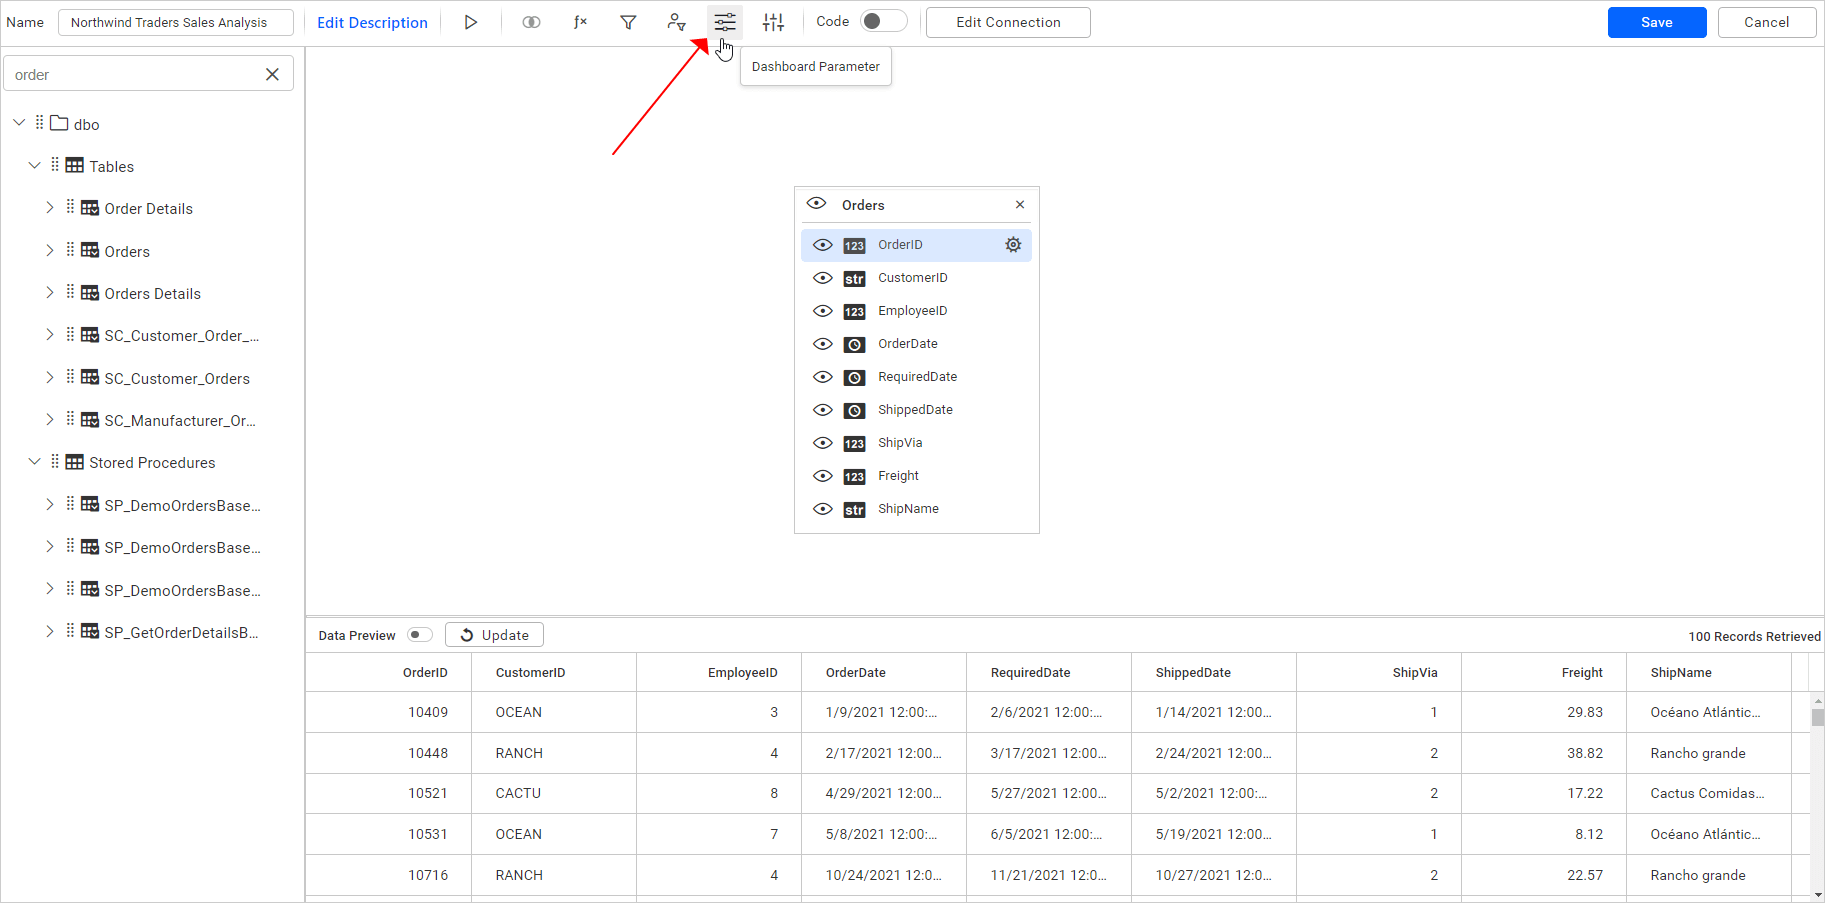 Name Northwind Traders Sales Analysis Edit Description ƒx Code Edit Connection Save Cancel
Dashboard Parameter
order
dbo
Tables
Order Details
Orders
Orders Details
SC_Customer_Order_...
SC_Customer_Orders
SC_Manufacturer_Or...
Stored Procedures
SP_DemoOrdersBase...
SP_DemoOrdersBase...
SP_DemoOrdersBase...
SP_GetOrderDetailsB...
Orders
123 OrderID
str CustomerID
123 EmployeeID
OrderDate
RequiredDate
ShippedDate
123 ShipVia
123 Freight
str ShipName
Data Preview Update 100 Records Retrieved
OrderID CustomerID EmployeeID OrderDate RequiredDate ShippedDate ShipVia Freight ShipName
10409 OCEAN 3 1/9/2021 12:00:... 2/6/2021 12:00:... 1/14/2021 12:00... 1 29.83 Océano Atlántic...
10448 RANCH 4 2/17/2021 12:00... 3/17/2021 12:00... 2/24/2021 12:00... 2 38.82 Rancho grande
10521 CACTU 8 4/29/2021 12:00... 5/27/2021 12:00... 5/2/2021 12:00:... 2 17.22 Cactus Comidas...
10531 OCEAN 7 5/8/2021 12:00:... 6/5/2021 12:00:... 5/19/2021 12:00... 1 8.12 Océano Atlántic...
10716 RANCH 4 10/24/2021 12:0... 11/21/2021 12:0... 10/27/2021 12:0... 2 22.57 Rancho grande